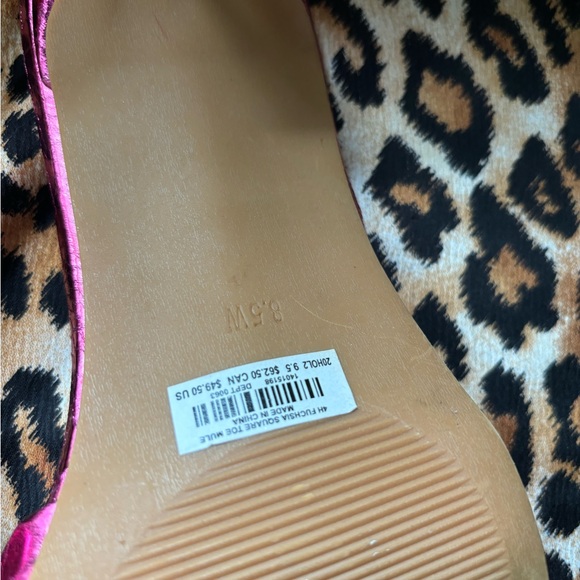 8.5W
4H FUCHSIA SQUARE TOE MULE
MADE IN CHINA
DEPT 0063
14015198
20HOL2 9.5 $62.50 CAN $49.50 US